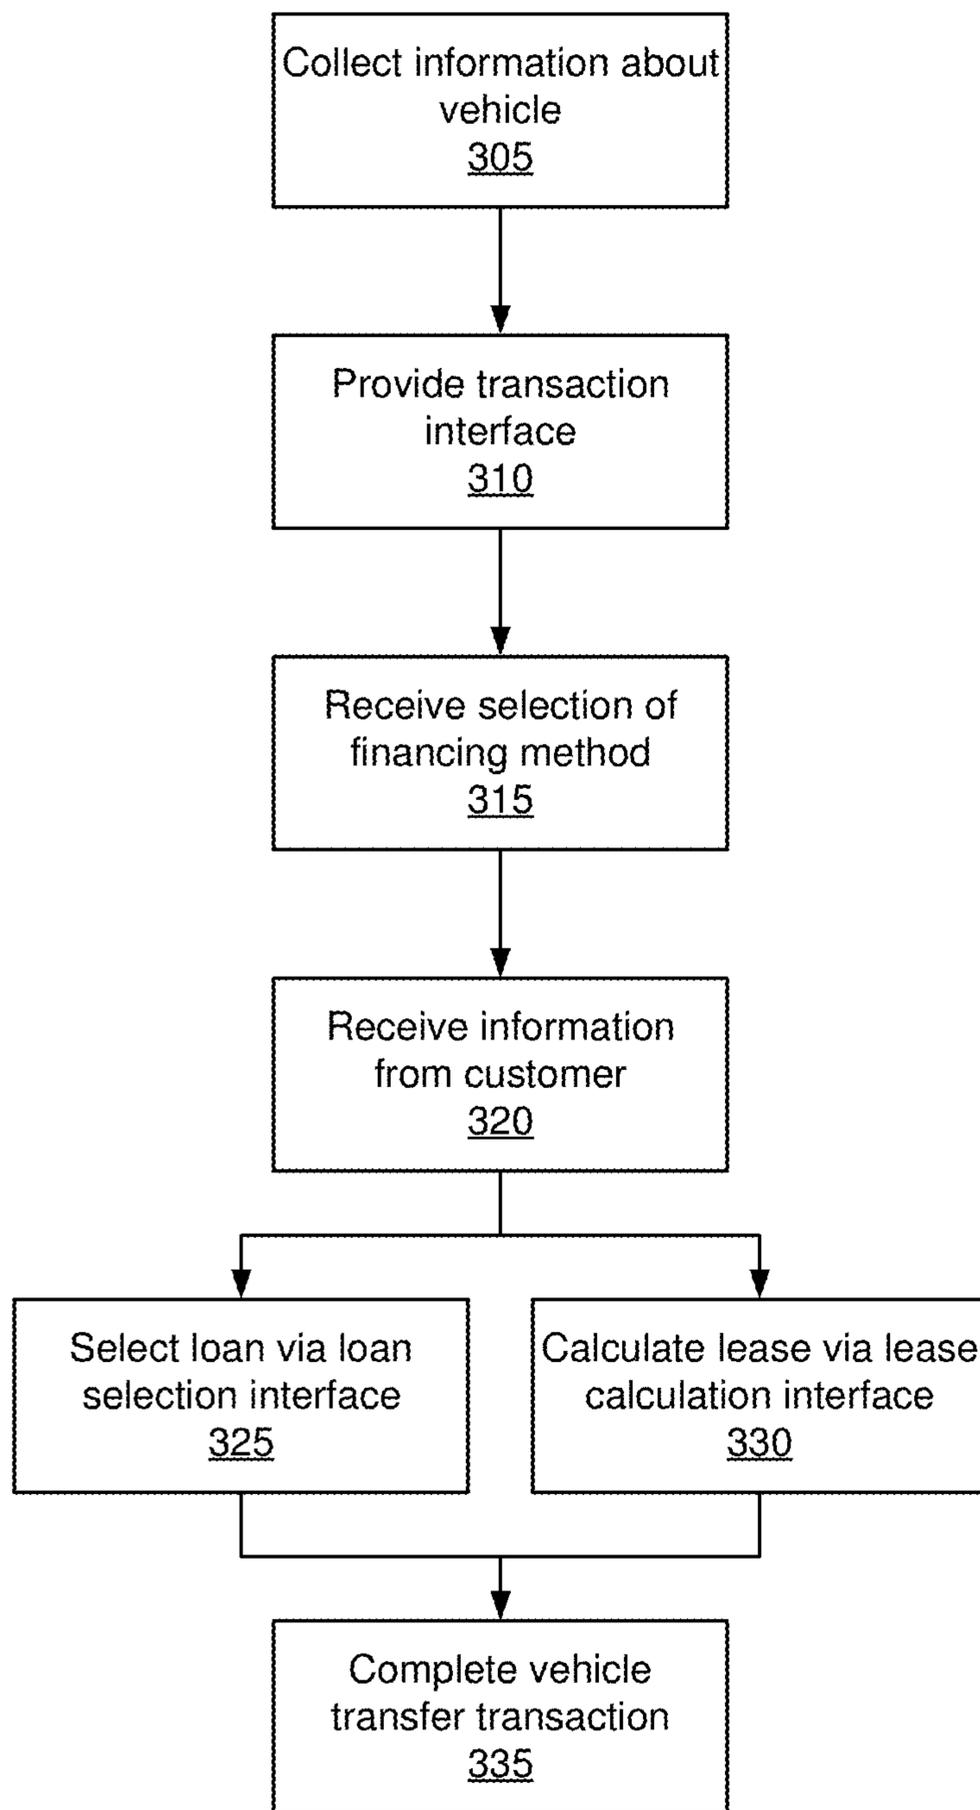 Collect information about
vehicle
305
Provide transaction
interface
310
Receive selection of
financing method
315
Receive information
from customer
320
Select loan via loan
selection interface
325
Calculate lease via lease
calculation interface
330
Complete vehicle
transfer transaction
335